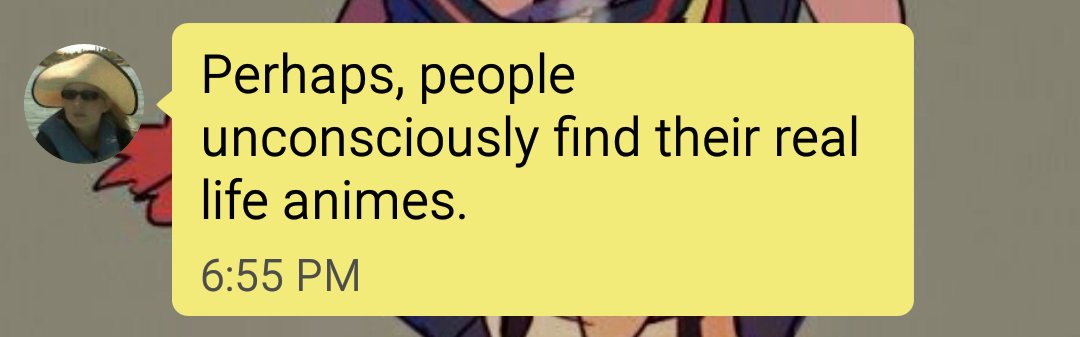 Perhaps, people
unconsciously find their real
life animes.
6:55 PM